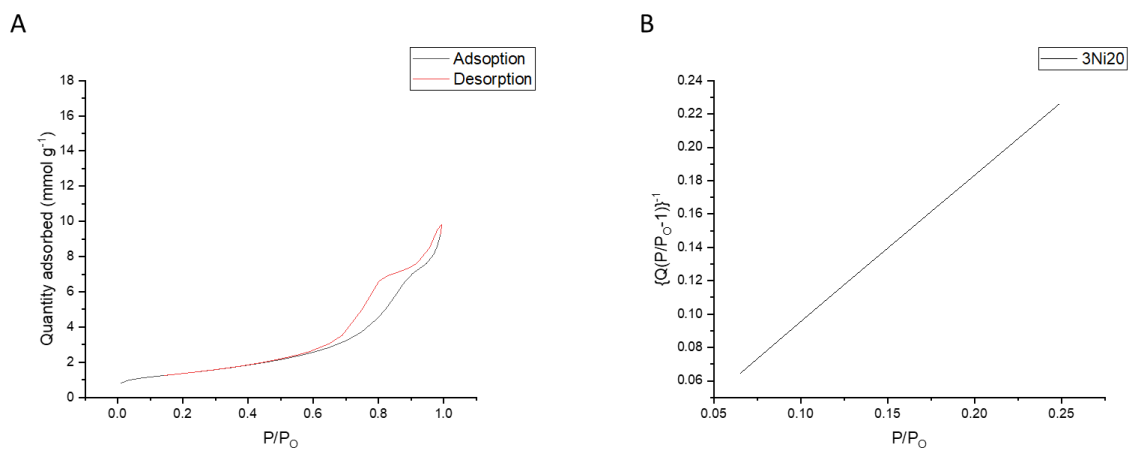 A
Adsoption
Desorption
18
16
14
12
10
8
6
4
2
0
Quantity adsorbed (mmol g⁻¹)
0.0 0.2 0.4 0.6 0.8 1.0
P/P_O
B
3Ni20
0.24
0.22
0.20
0.18
0.16
0.14
0.12
0.10
0.08
0.06
{Q(P/P_O-1)}⁻¹
0.05 0.10 0.15 0.20 0.25
P/P_O